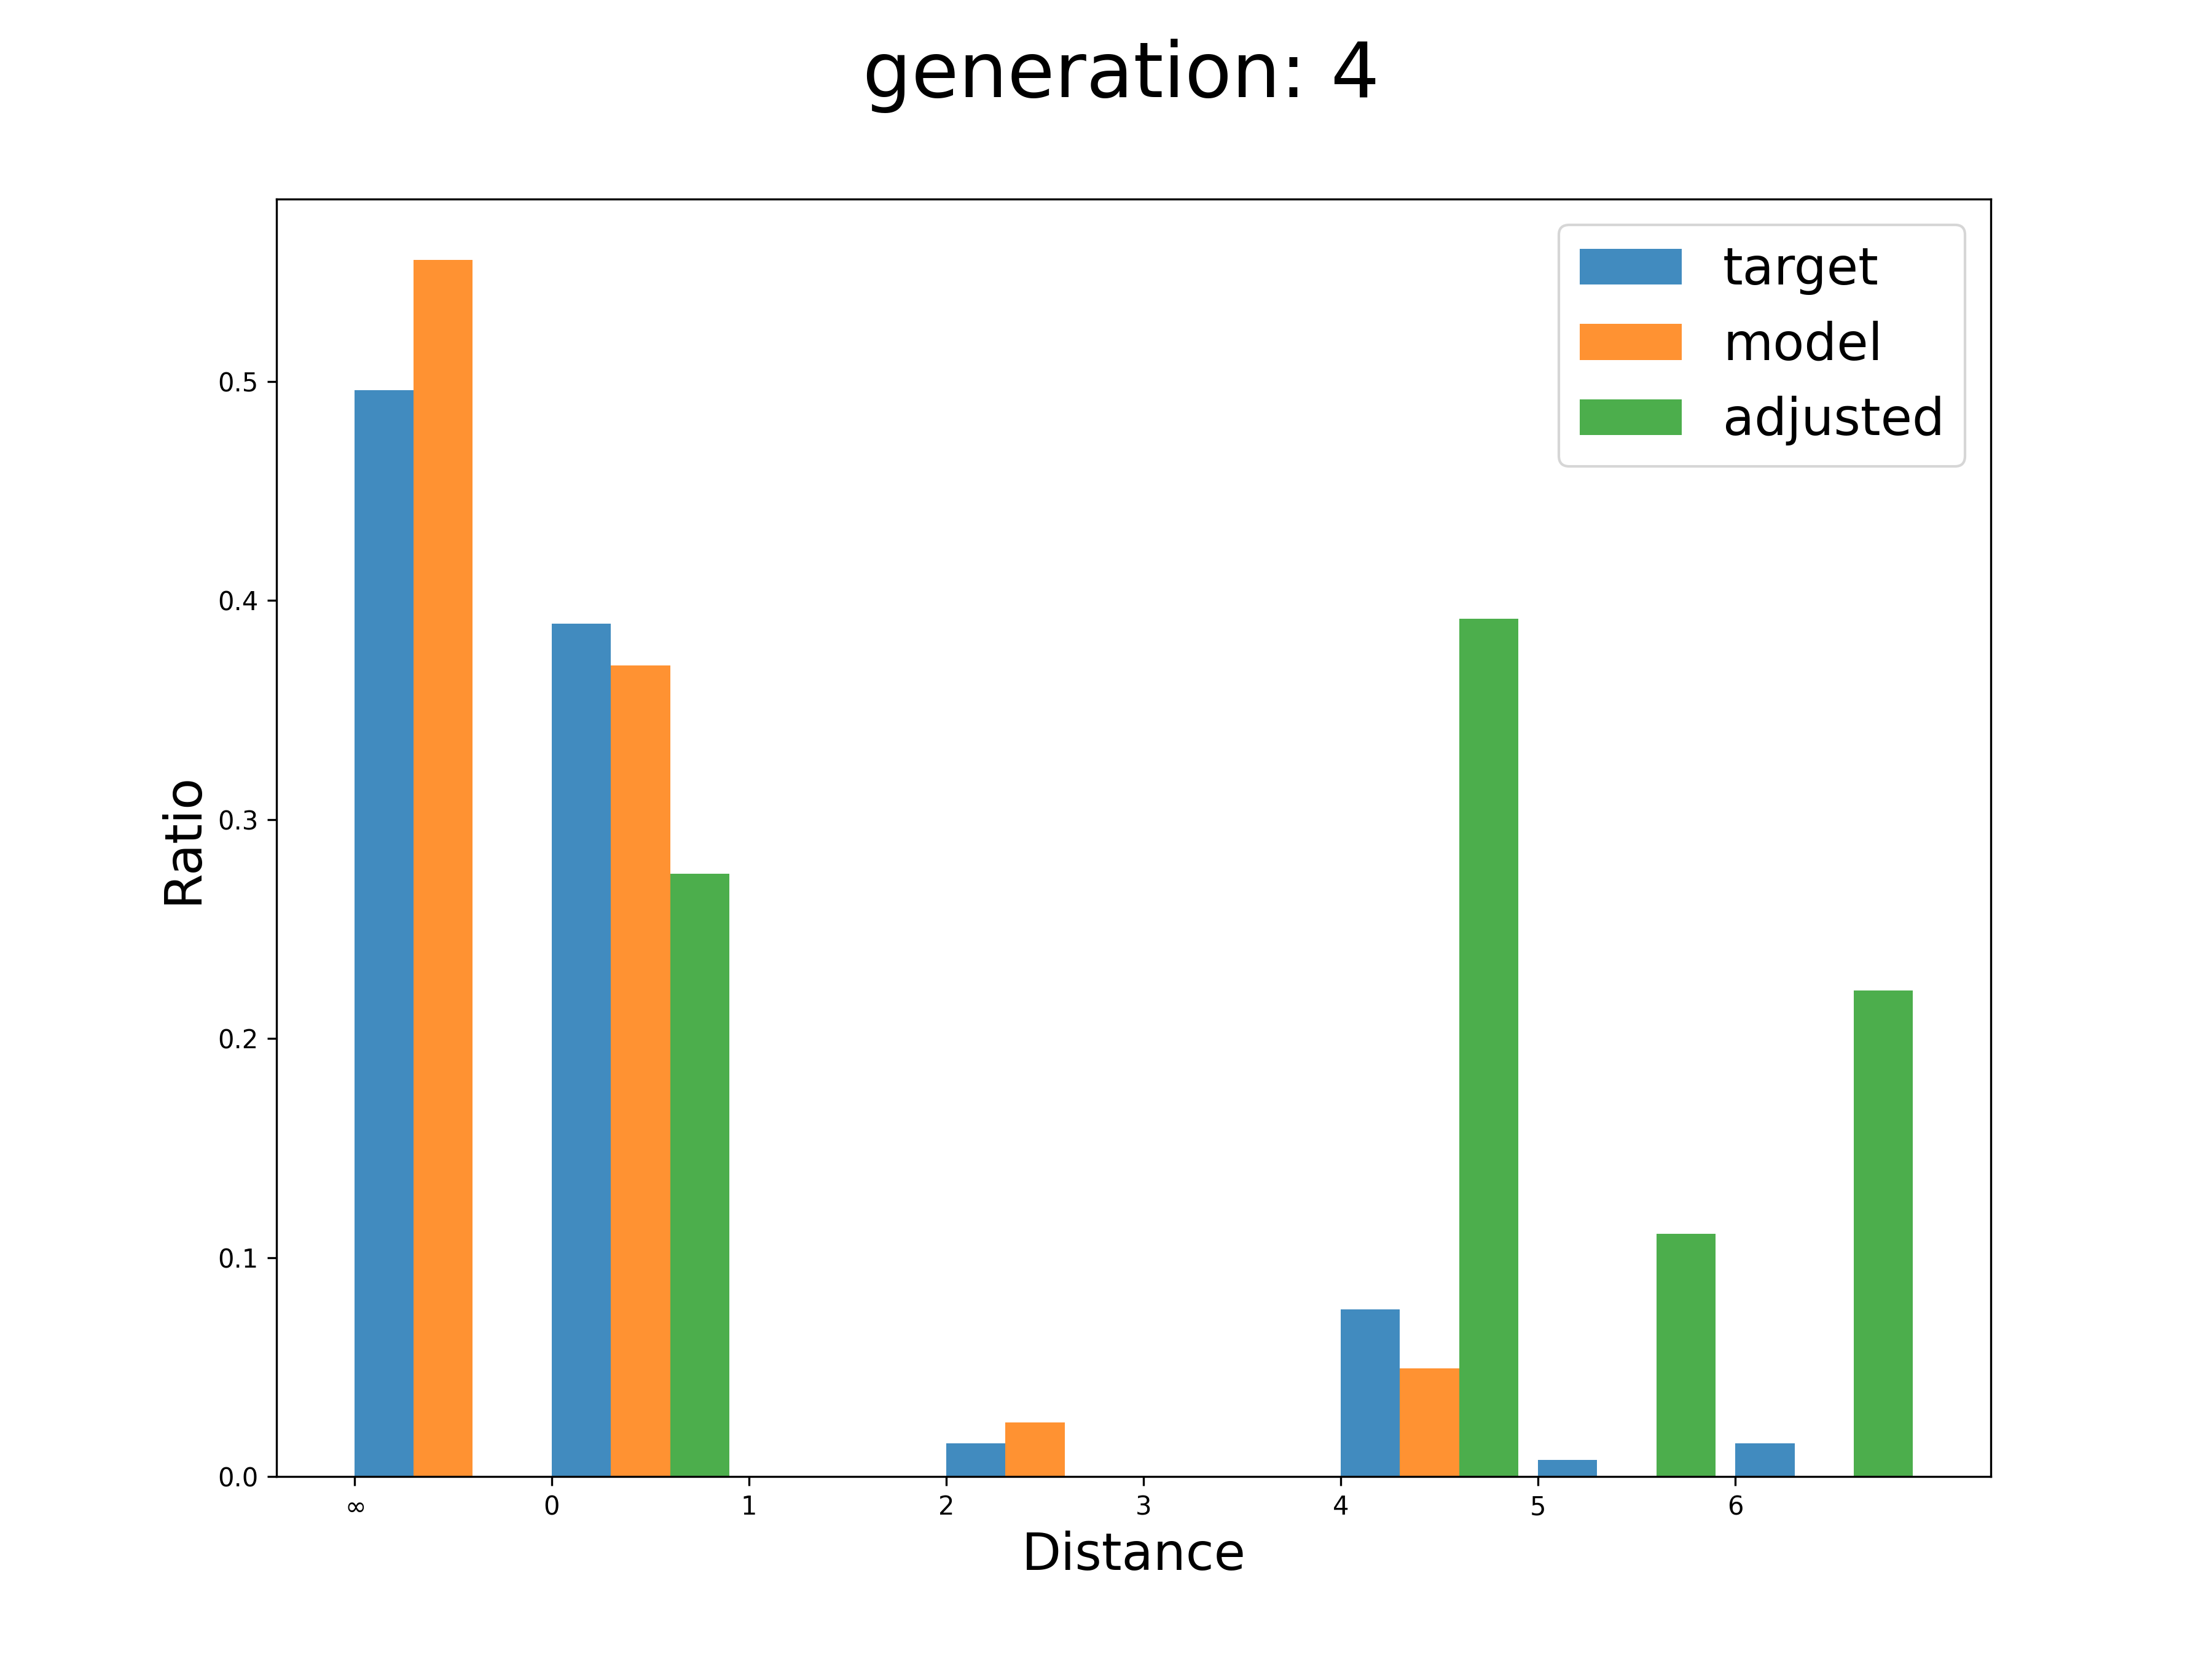 generation: 4
target
model
adjusted
Ratio
0.5
0.4
0.3
0.2
0.1
0.0
∞ 0 1 2 3 4 5 6
Distance